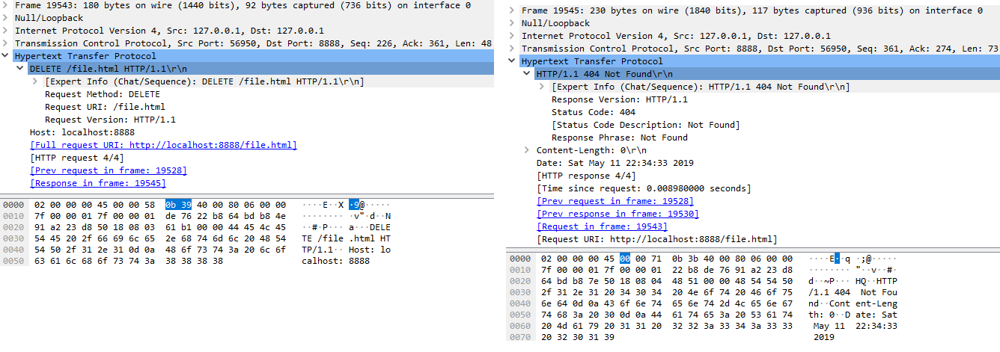 Frame 19543: 180 bytes on wire (1440 bits), 92 bytes captured (736 bits) on interface 0
Null/Loopback
Internet Protocol Version 4, Src: 127.0.0.1, Dst: 127.0.0.1
Transmission Control Protocol, Src Port: 56950, Dst Port: 8888, Seq: 226, Ack: 361, Len: 48
Hypertext Transfer Protocol
DELETE /file.html HTTP/1.1\r\n
[Expert Info (Chat/Sequence): DELETE /file.html HTTP/1.1\r\n]
Request Method: DELETE
Request URI: /file.html
Request Version: HTTP/1.1
Host: localhost:8888
[Full request URI: http://localhost:8888/file.html]
[HTTP request 4/4]
[Prev request in frame: 19528]
[Response in frame: 19545]
0000 02 00 00 00 45 00 00 58 0b 39 40 00 80 06 00 00 ····E··X ·9@·····
0010 7f 00 00 01 7f 00 00 01 de 76 22 b8 64 bd b8 4e ········ ·v"·d··N
0020 91 a2 23 d8 50 18 08 03 61 b1 00 00 44 45 4c 45 ··#·P··· a···DELE
0030 54 45 20 2f 66 69 6c 65 2e 68 74 6d 6c 20 48 54 TE /file .html HT
0040 54 50 2f 31 2e 31 0d 0a 48 6f 73 74 3a 20 6c 6f TP/1.1·· Host: lo
0050 63 61 6c 68 6f 73 74 3a 38 38 38 38 calhost: 8888
Frame 19545: 230 bytes on wire (1840 bits), 117 bytes captured (936 bits) on interface 0
Null/Loopback
Internet Protocol Version 4, Src: 127.0.0.1, Dst: 127.0.0.1
Transmission Control Protocol, Src Port: 8888, Dst Port: 56950, Seq: 361, Ack: 274, Len: 73
Hypertext Transfer Protocol
HTTP/1.1 404 Not Found\r\n
[Expert Info (Chat/Sequence): HTTP/1.1 404 Not Found\r\n]
Response Version: HTTP/1.1
Status Code: 404
[Status Code Description: Not Found]
Response Phrase: Not Found
Content-Length: 0\r\n
Date: Sat May 11 22:34:33 2019
[HTTP response 4/4]
[Time since request: 0.008980000 seconds]
[Prev request in frame: 19528]
[Prev response in frame: 19530]
[Request in frame: 19543]
[Request URI: http://localhost:8888/file.html]
0000 02 00 00 00 45 00 00 71 0b 3b 40 00 80 06 00 00 ····E··q ·;@·····
0010 7f 00 00 01 7f 00 00 01 22 b8 de 76 91 a2 23 d8 ········ "··v··#·
0020 64 bd b8 7e 50 18 08 04 48 51 00 00 48 54 54 50 d··~P··· HQ··HTTP
0030 2f 31 2e 31 20 34 30 34 20 4e 6f 74 20 46 6f 75 /1.1 404 Not Fou
0040 6e 64 0d 0a 43 6f 6e 74 65 6e 74 2d 4c 65 6e 67 nd··Cont ent-Leng
0050 74 68 3a 20 30 0d 0a 44 61 74 65 3a 20 53 61 74 th: 0··D ate: Sat
0060 20 4d 61 79 20 31 31 20 32 32 3a 33 34 3a 33 33 May 11 22:34:33
0070 20 32 30 31 39 2019